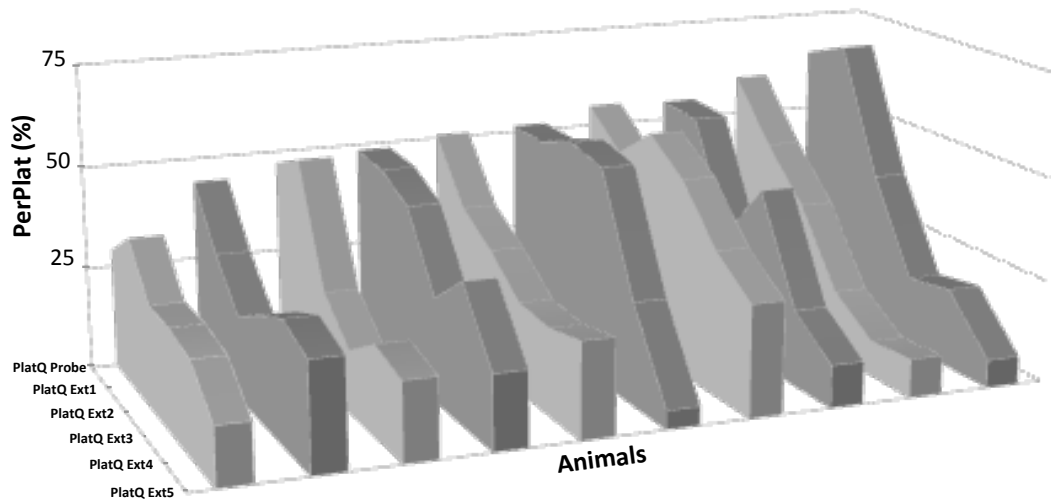 75
50
25
PerPlat (%)
PlatQ Probe
PlatQ Ext1
PlatQ Ext2
PlatQ Ext3
PlatQ Ext4
PlatQ Ext5
Animals